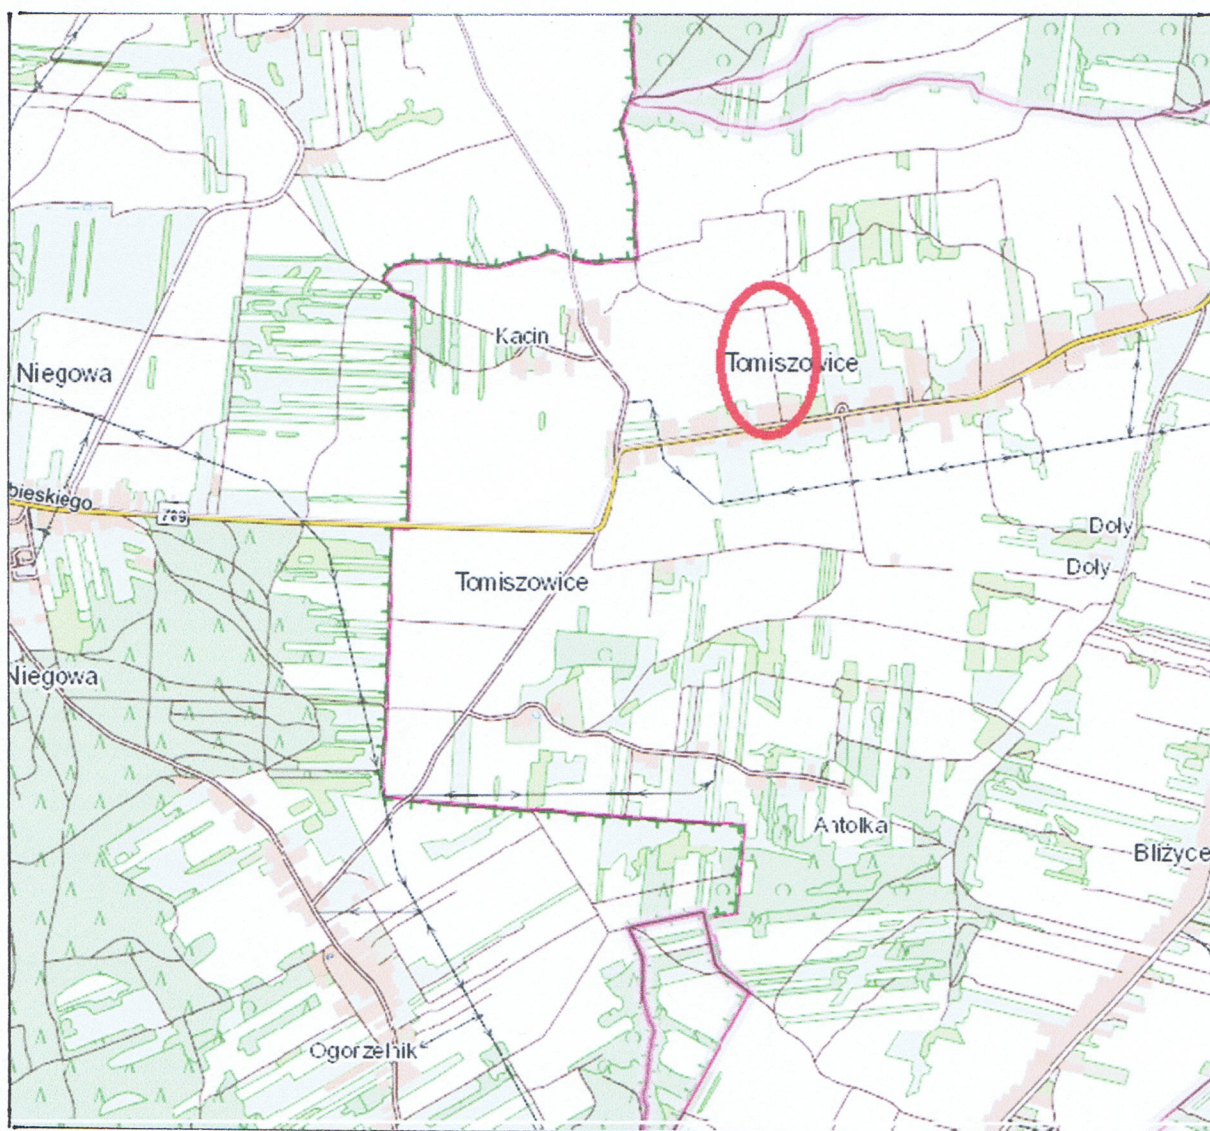 Kacin
Niegowa
Tomiszowice
bieskiego
789
Doły
Doły
Tomiszowice
Niegowa
Antolka
Bliżyce
Ogorzelnik